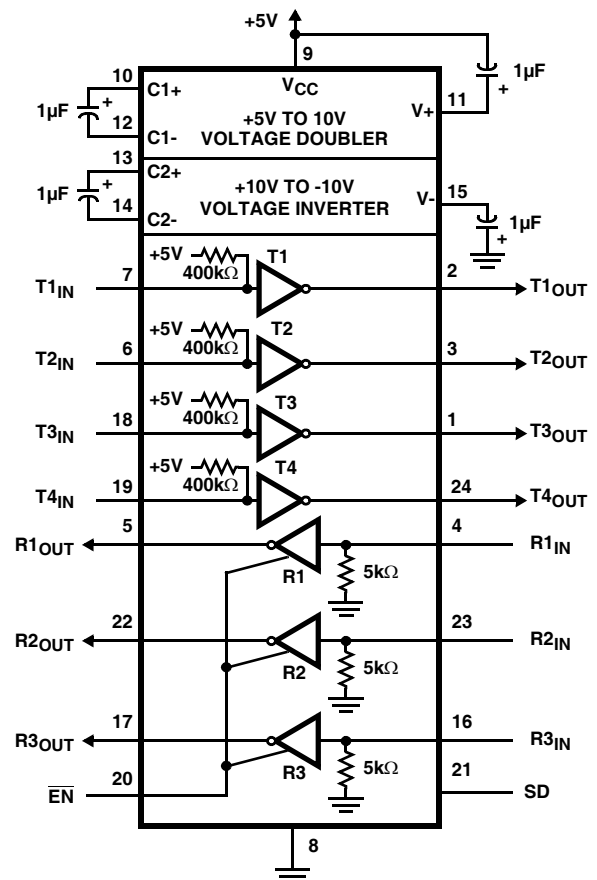 +5V
9
VCC
10
C1+
1µF
+
12
C1-
+5V TO 10V
VOLTAGE DOUBLER
V+
11
1µF
+
13
C2+
1µF
+
14
C2-
+10V TO -10V
VOLTAGE INVERTER
V-
15
1µF
+
+5V
400kΩ
T1
T1IN
7
2
T1OUT
+5V
400kΩ
T2
T2IN
6
3
T2OUT
+5V
400kΩ
T3
T3IN
18
1
T3OUT
+5V
400kΩ
T4
T4IN
19
24
T4OUT
R1OUT
5
R1
4
R1IN
5kΩ
R2OUT
22
R2
23
R2IN
5kΩ
R3OUT
17
R3
16
R3IN
5kΩ
EN
20
21
SD
8